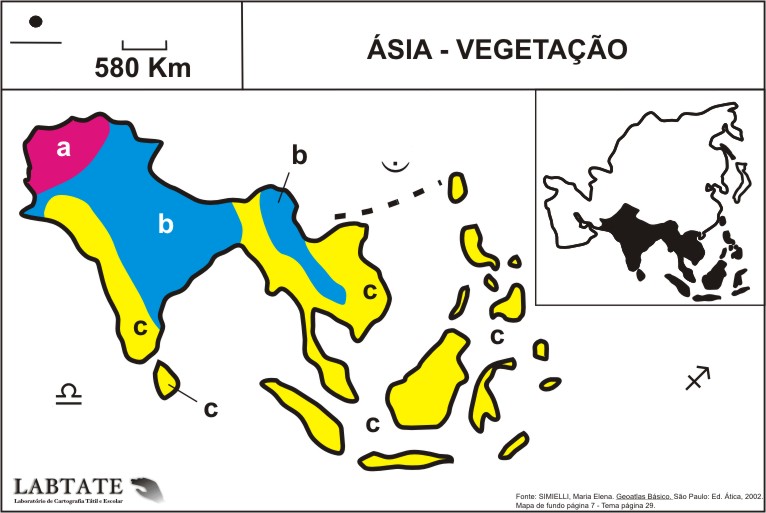 580 Km
ÁSIA - VEGETAÇÃO
a
b
b
c
c
c
c
c
LABTATE
Laboratório de Cartografia Tátil e Escolar
Fonte: SIMIELLI, Maria Elena. Geoatlas Básico. São Paulo: Ed. Ática, 2002.
Mapa de fundo página 7 - Tema página 29.